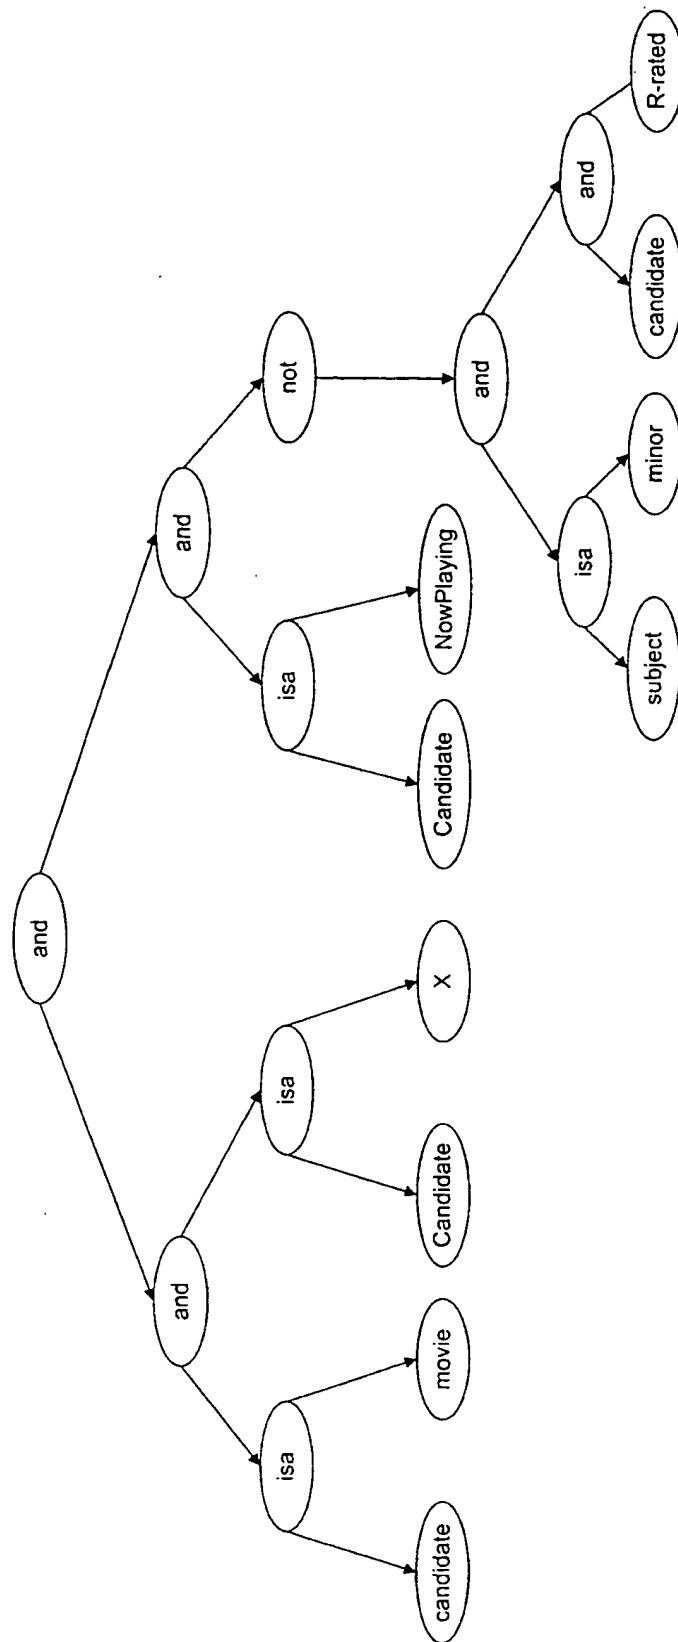 and
and
and
isa
isa
isa
not
candidate
movie
Candidate
X
Candidate
NowPlaying
and
isa
and
subject
minor
candidate
R-rated